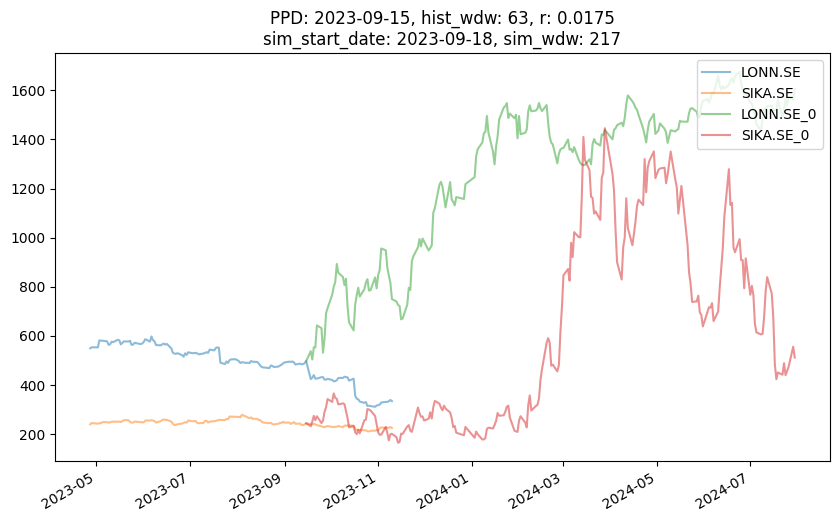 PPD: 2023-09-15, hist_wdw: 63, r: 0.0175
sim_start_date: 2023-09-18, sim_wdw: 217
LONN.SE
SIKA.SE
LONN.SE_0
SIKA.SE_0
1600
1400
1200
1000
800
600
400
200
2023-05
2023-07
2023-09
2023-11
2024-01
2024-03
2024-05
2024-07